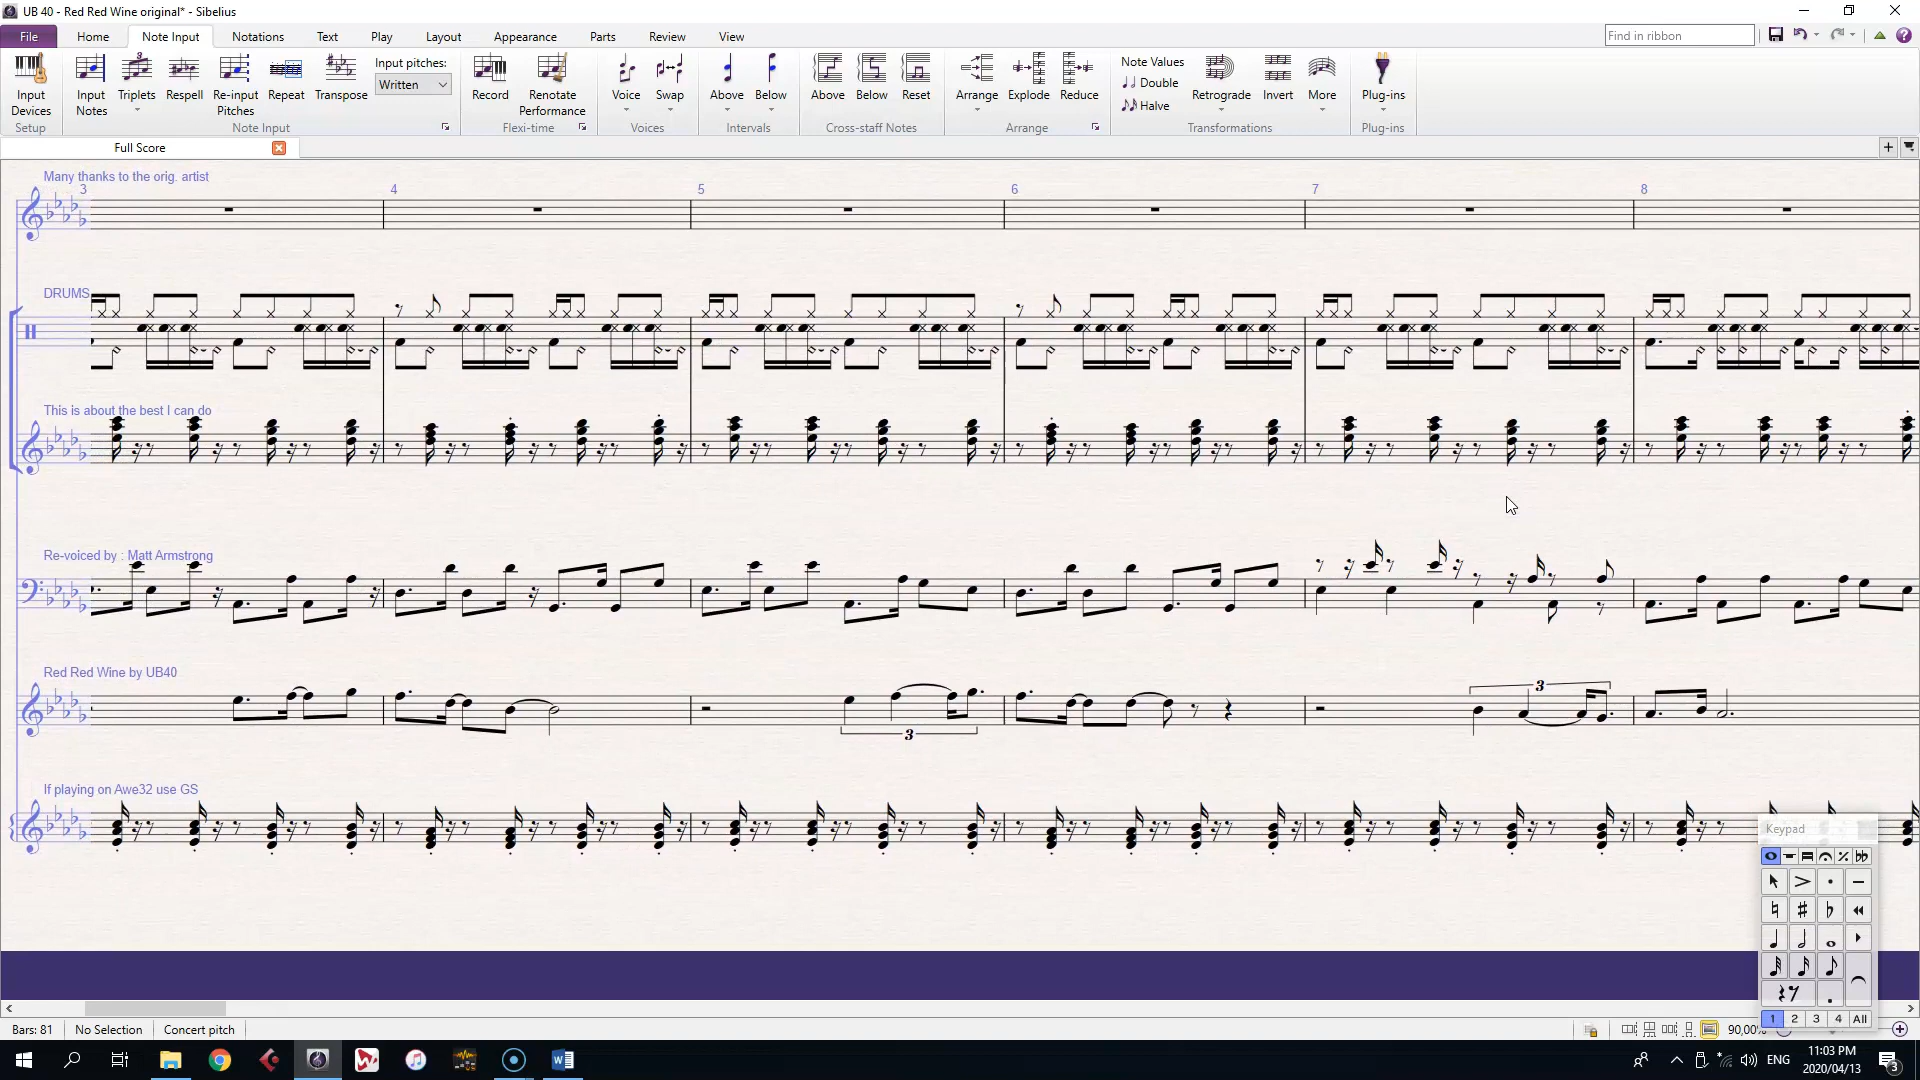 UB 40 - Red Red Wine original* - Sibelius
File Home Note Input Notations Text Play Layout Appearance Parts Review View Find in ribbon
Input Devices
Input Notes
Triplets
Respell
Re-input Pitches
Repeat
Transpose
Input pitches:
Written
Record
Renotate Performance
Voice
Swap
Above
Below
Above
Below
Reset
Arrange
Explode
Reduce
Note Values
Double
Halve
Retrograde
Invert
More
Plug-ins
Setup Note Input Flexi-time Voices Intervals Cross-staff Notes Arrange Transformations Plug-ins
Full Score
Many thanks to the orig. artist
3 4 5 6 7 8
DRUMS
This is about the best I can do
Re-voiced by : Matt Armstrong
Red Red Wine by UB40
3
3
If playing on Awe32 use GS
Keypad
1 2 3 4 All
Bars: 81 No Selection Concert pitch 90,00%
ENG
11:03 PM
2020/04/13
3